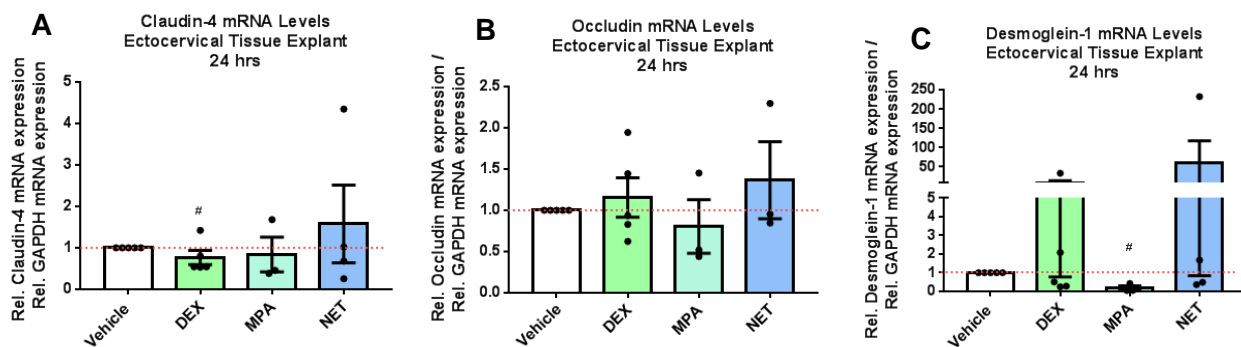 A
Claudin-4 mRNA Levels
Ectocervical Tissue Explant
24 hrs
Rel. Claudin-4 mRNA expression /
Rel. GAPDH mRNA expression
5
4
3
2
1
0
#
Vehicle
DEX
MPA
NET
B
Occludin mRNA Levels
Ectocervical Tissue Explant
24 hrs
Rel. Occludin mRNA expression /
Rel. GAPDH mRNA expression
2.5
2.0
1.5
1.0
0.5
0.0
Vehicle
DEX
MPA
NET
C
Desmoglein-1 mRNA Levels
Ectocervical Tissue Explant
24 hrs
Rel. Desmoglein-1 mRNA expression /
Rel. GAPDH mRNA expression
250
200
150
100
50
5
4
3
2
1
0
#
Vehicle
DEX
MPA
NET